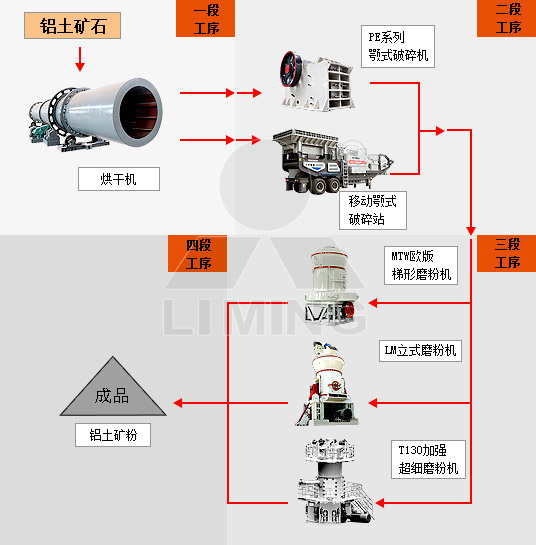 铝土矿石
一段
工序
二段
工序
PE系列
颚式破碎机
烘干机
移动颚式
破碎站
四段
工序
三段
工序
MTW欧版
梯形磨粉机
LIMING
LM立式磨粉机
成品
铝土矿粉
T130加强
超细磨粉机